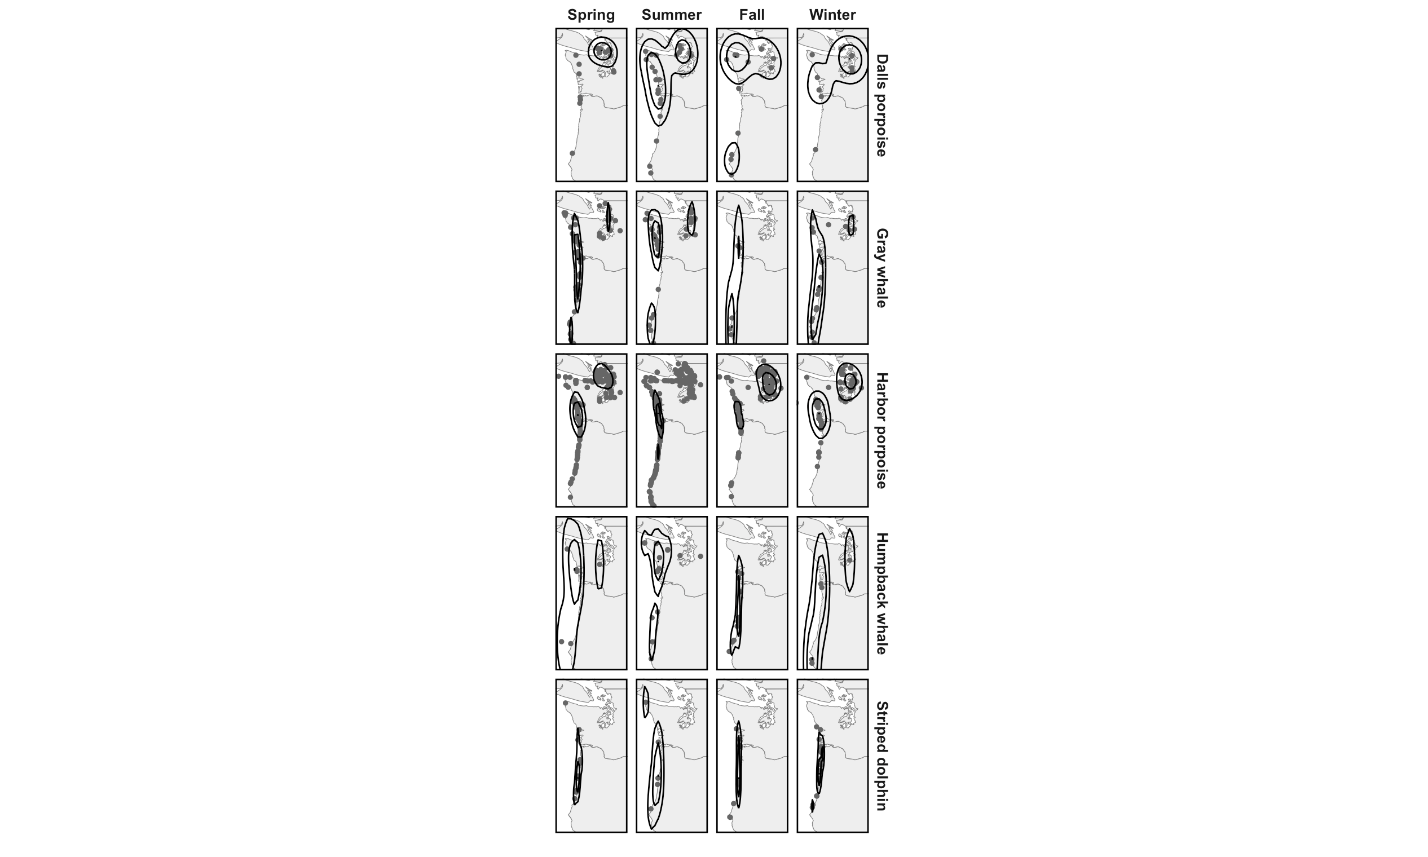 Spring Summer Fall Winter
Dalls porpoise
Gray whale
Harbor porpoise
Humpback whale
Striped dolphin